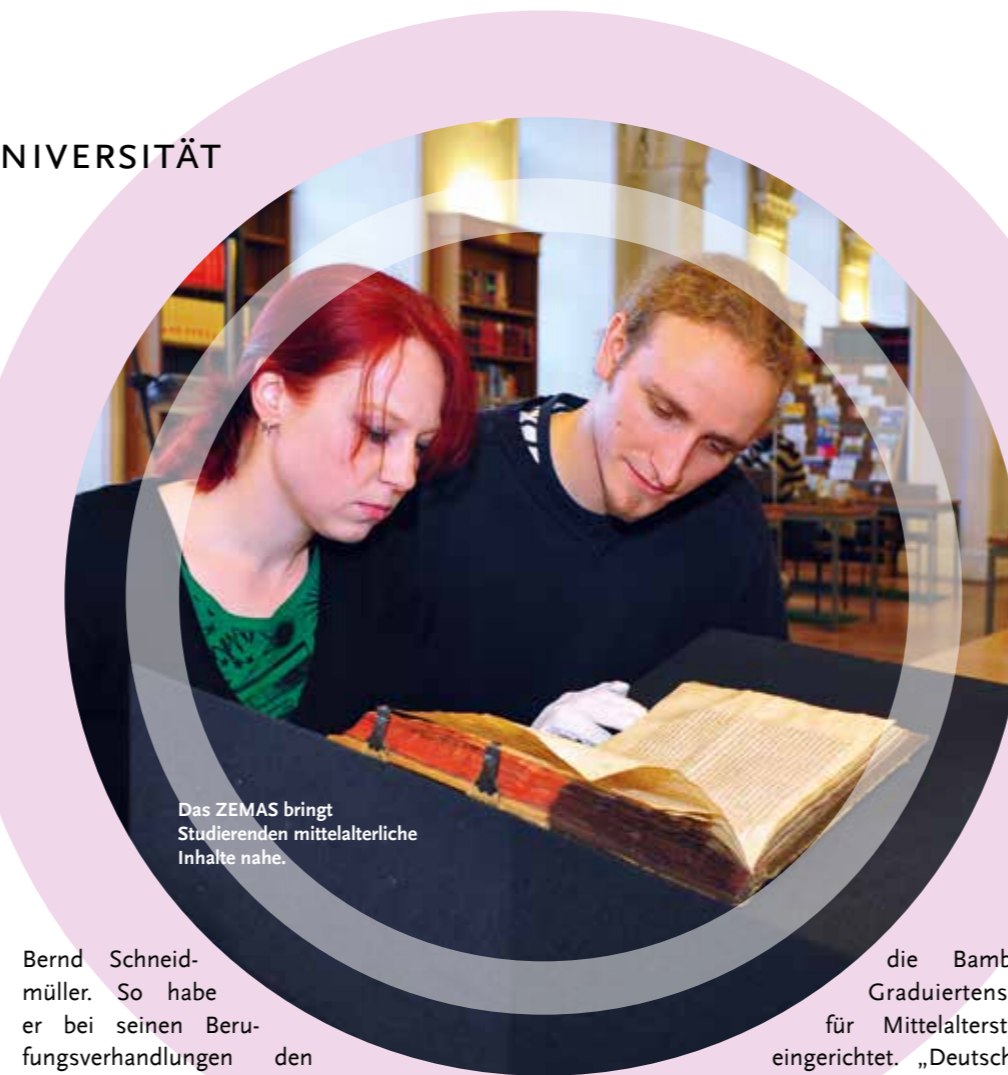 NIVERSITÄT
Das ZEMAS bringt
Studierenden mittelalterliche
Inhalte nahe.
Bernd Schneid-
müller. So habe
er bei seinen Beru-
fungsverhandlungen den
die Bamb
Graduiertens
für Mittelalterst
eingerichtet. „Deutsch